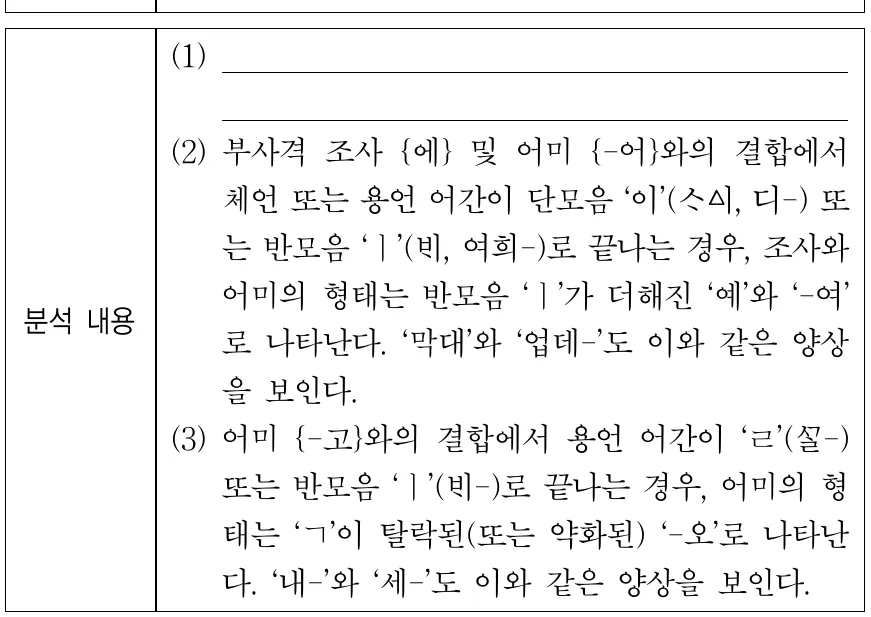 (1)
(2) 부사격 조사 {에} 및 어미 {-어}와의 결합에서
체언 또는 용언 어간이 단모음 ‘이’(ᄉᆞᅀᅵ, 디-) 또
는 반모음 ‘ㅣ’(ᄇᆡ, 여희-)로 끝나는 경우, 조사와
어미의 형태는 반모음 ‘ㅣ’가 더해진 ‘예’와 ‘-여’
로 나타난다. ‘막대’와 ‘업데-’도 이와 같은 양상
을 보인다.
분석 내용
(3) 어미 {-고}와의 결합에서 용언 어간이 ‘ㄹ’(ᄭᆞᆯ-)
또는 반모음 ‘ㅣ’(ᄇᆡ-)로 끝나는 경우, 어미의 형
태는 ‘ㄱ’이 탈락된(또는 약화된) ‘-오’로 나타난
다. ‘내-’와 ‘세-’도 이와 같은 양상을 보인다.